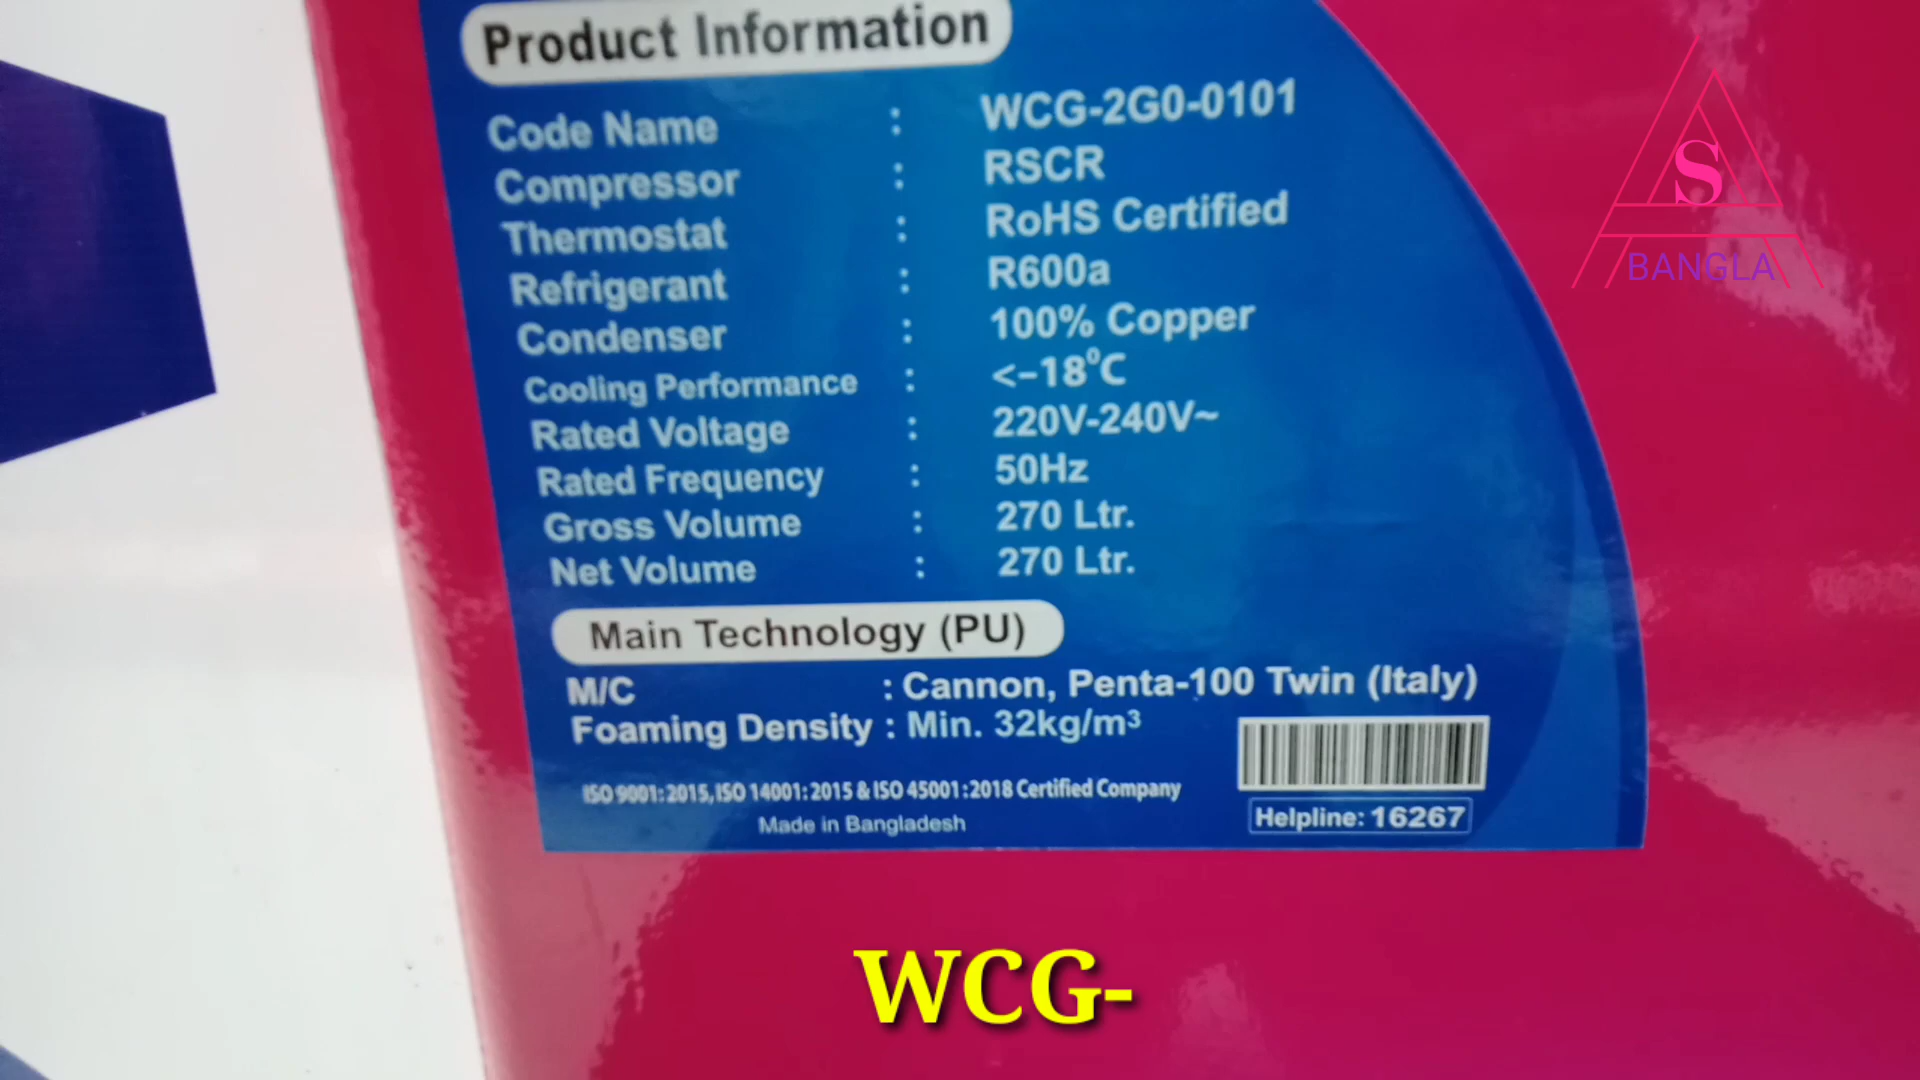 Product Information
Code Name : WCG-2G0-0101
Compressor : RSCR
Thermostat : RoHS Certified
Refrigerant : R600a
Condenser : 100% Copper
Cooling Performance : <-18⁰C
Rated Voltage : 220V-240V~
Rated Frequency : 50Hz
Gross Volume : 270 Ltr.
Net Volume : 270 Ltr.
Main Technology (PU)
M/C : Cannon, Penta-100 Twin (Italy)
Foaming Density : Min. 32kg/m³
ISO 9001:2015, ISO 14001:2015 & ISO 45001:2018 Certified Company
Made in Bangladesh
Helpline: 16267
S
BANGLA
WCG-